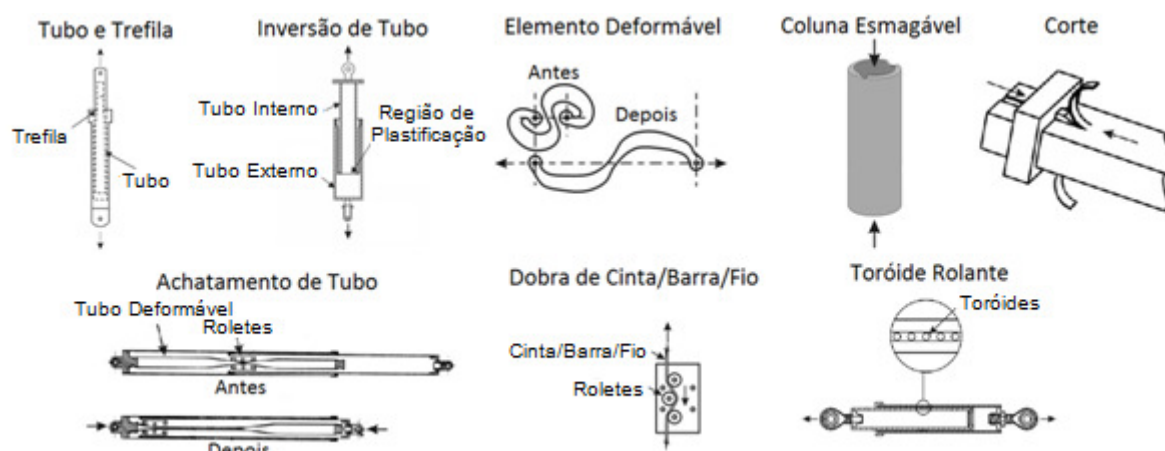 Tubo e Trefila
Inversão de Tubo
Elemento Deformável
Coluna Esmagável
Corte
Trefila
Tubo
Tubo Interno
Região de
Plastificação
Tubo Externo
Antes
Depois
Achatamento de Tubo
Tubo Deformável
Roletes
Antes
Depois
Dobra de Cinta/Barra/Fio
Cinta/Barra/Fio
Roletes
Toróide Rolante
Toróides